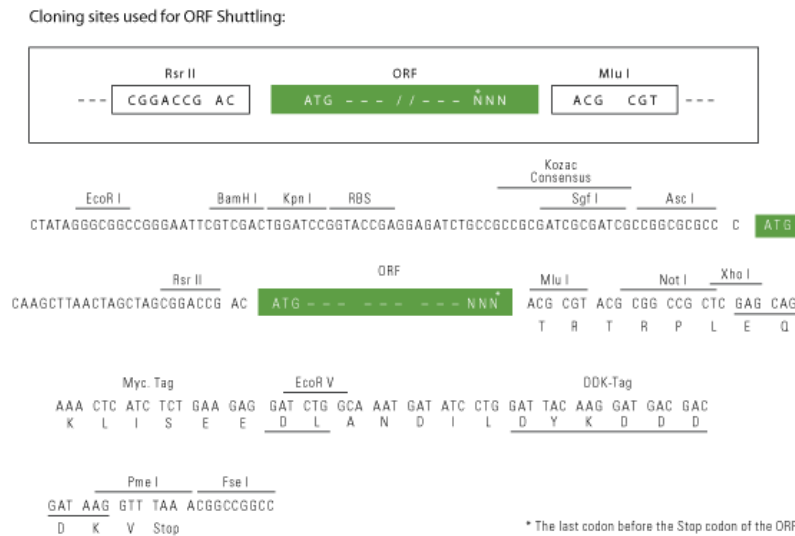 Cloning sites used for ORF Shuttling:
Rsr II ORF Mlu I
--- CGGACCG AC ATG --- // --- NNN* ACG CGT ---
Kozac
Consensus
EcoR I BamH I Kpn I RBS Sgf I Asc I
CTATAGGGCGGCCGGGAATTCGTCGACTGGATCCGGTACCGAGGAGATCTGCCGCCGCGATCGCGATCGCCGGCGCGCC C ATG
Rsr II ORF Mlu I Not I Xho I
CAAGCTTAACTAGCTAGCGGACCG AC ATG --- --- --- NNN* ACG CGT ACG CGG CCG CTC GAG CAG
T R T R P L E Q
Myc. Tag EcoR V DDK-Tag
AAA CTC ATC TCT GAA GAG GAT CTG GCA AAT GAT ATC CTG GAT TAC AAG GAT GAC GAC
K L I S E E D L A N D I L D Y K D D D
Pme I Fse I
GAT AAG GTT TAA ACGGCCGGCC
D K V Stop
* The last codon before the Stop codon of the ORF